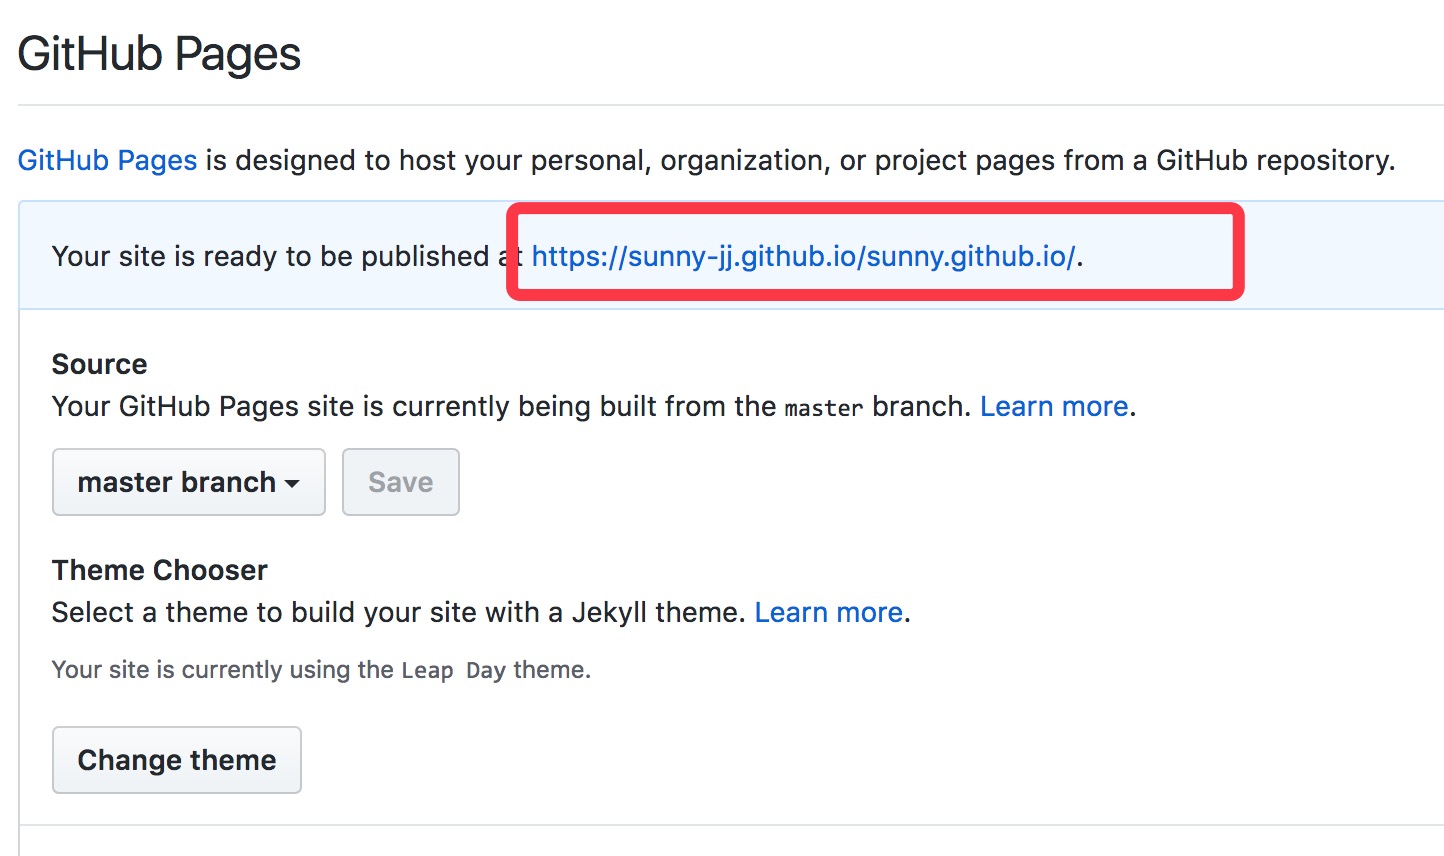 GitHub Pages
GitHub Pages is designed to host your personal, organization, or project pages from a GitHub repository.
Your site is ready to be published at https://sunny-jj.github.io/sunny.github.io/.
Source
Your GitHub Pages site is currently being built from the master branch. Learn more.
master branch Save
Theme Chooser
Select a theme to build your site with a Jekyll theme. Learn more.
Your site is currently using the Leap Day theme.
Change theme